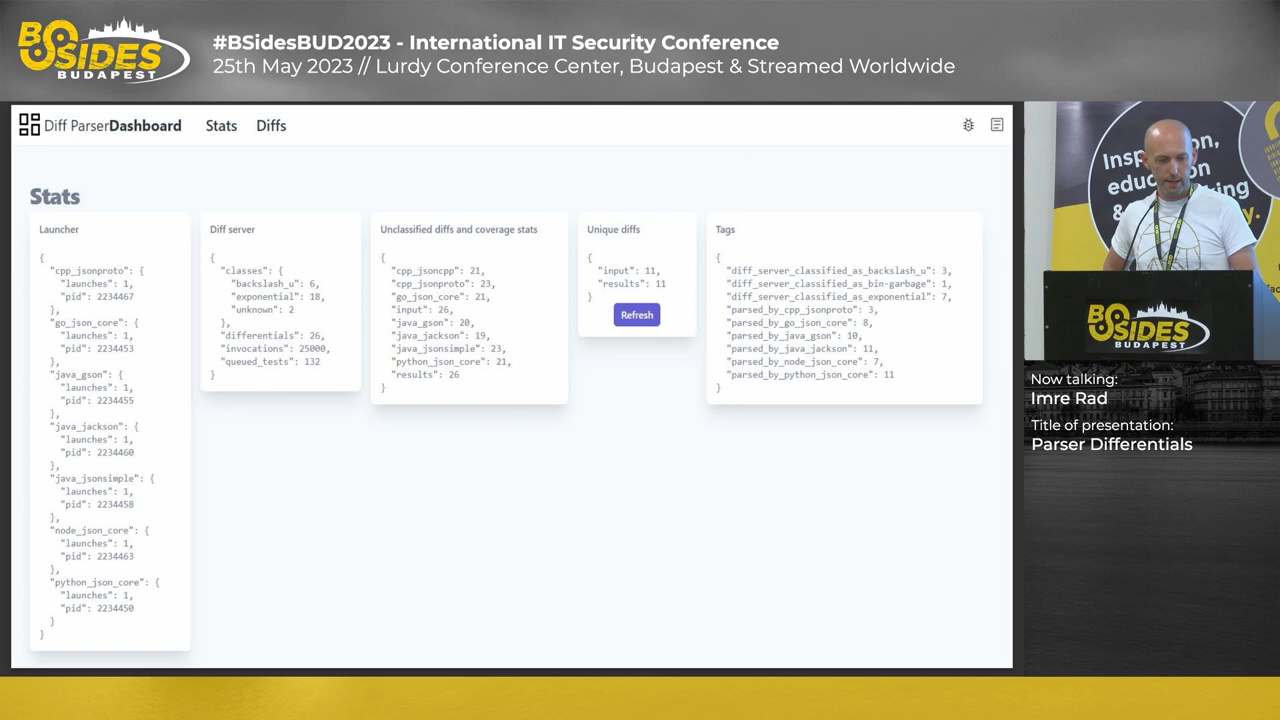 BSIDES
BUDAPEST
#BSidesBUD2023 - International IT Security Conference
25th May 2023 // Lurdy Conference Center, Budapest & Streamed Worldwide
Diff ParserDashboard Stats Diffs
Stats
Launcher
{
"cpp_jsonproto": {
"launches": 1,
"pid": 2234467
},
"go_json_core": {
"launches": 1,
"pid": 2234453
},
"java_gson": {
"launches": 1,
"pid": 2234455
},
"java_jackson": {
"launches": 1,
"pid": 2234460
},
"java_jsonsimple": {
"launches": 1,
"pid": 2234458
},
"node_json_core": {
"launches": 1,
"pid": 2234463
},
"python_json_core": {
"launches": 1,
"pid": 2234450
}
}
Diff server
{
"classes": {
"backslash_u": 6,
"exponential": 18,
"unknown": 2
},
"differentials": 26,
"invocations": 25000,
"queued_tests": 132
}
Unclassified diffs and coverage stats
{
"cpp_jsoncpp": 21,
"cpp_jsonproto": 23,
"go_json_core": 21,
"input": 26,
"java_gson": 20,
"java_jackson": 19,
"java_jsonsimple": 23,
"python_json_core": 21,
"results": 26
}
Unique diffs
{
"input": 11,
"results": 11
}
Refresh
Tags
{
"diff_server_classified_as_backslash_u": 3,
"diff_server_classified_as_bin-garbage": 1,
"diff_server_classified_as_exponential": 7,
"parsed_by_cpp_jsonproto": 3,
"parsed_by_go_json_core": 8,
"parsed_by_java_gson": 10,
"parsed_by_java_jackson": 11,
"parsed_by_node_json_core": 7,
"parsed_by_python_json_core": 11
}
BSIDES
BUDAPEST
Now talking:
Imre Rad
Title of presentation:
Parser Differentials